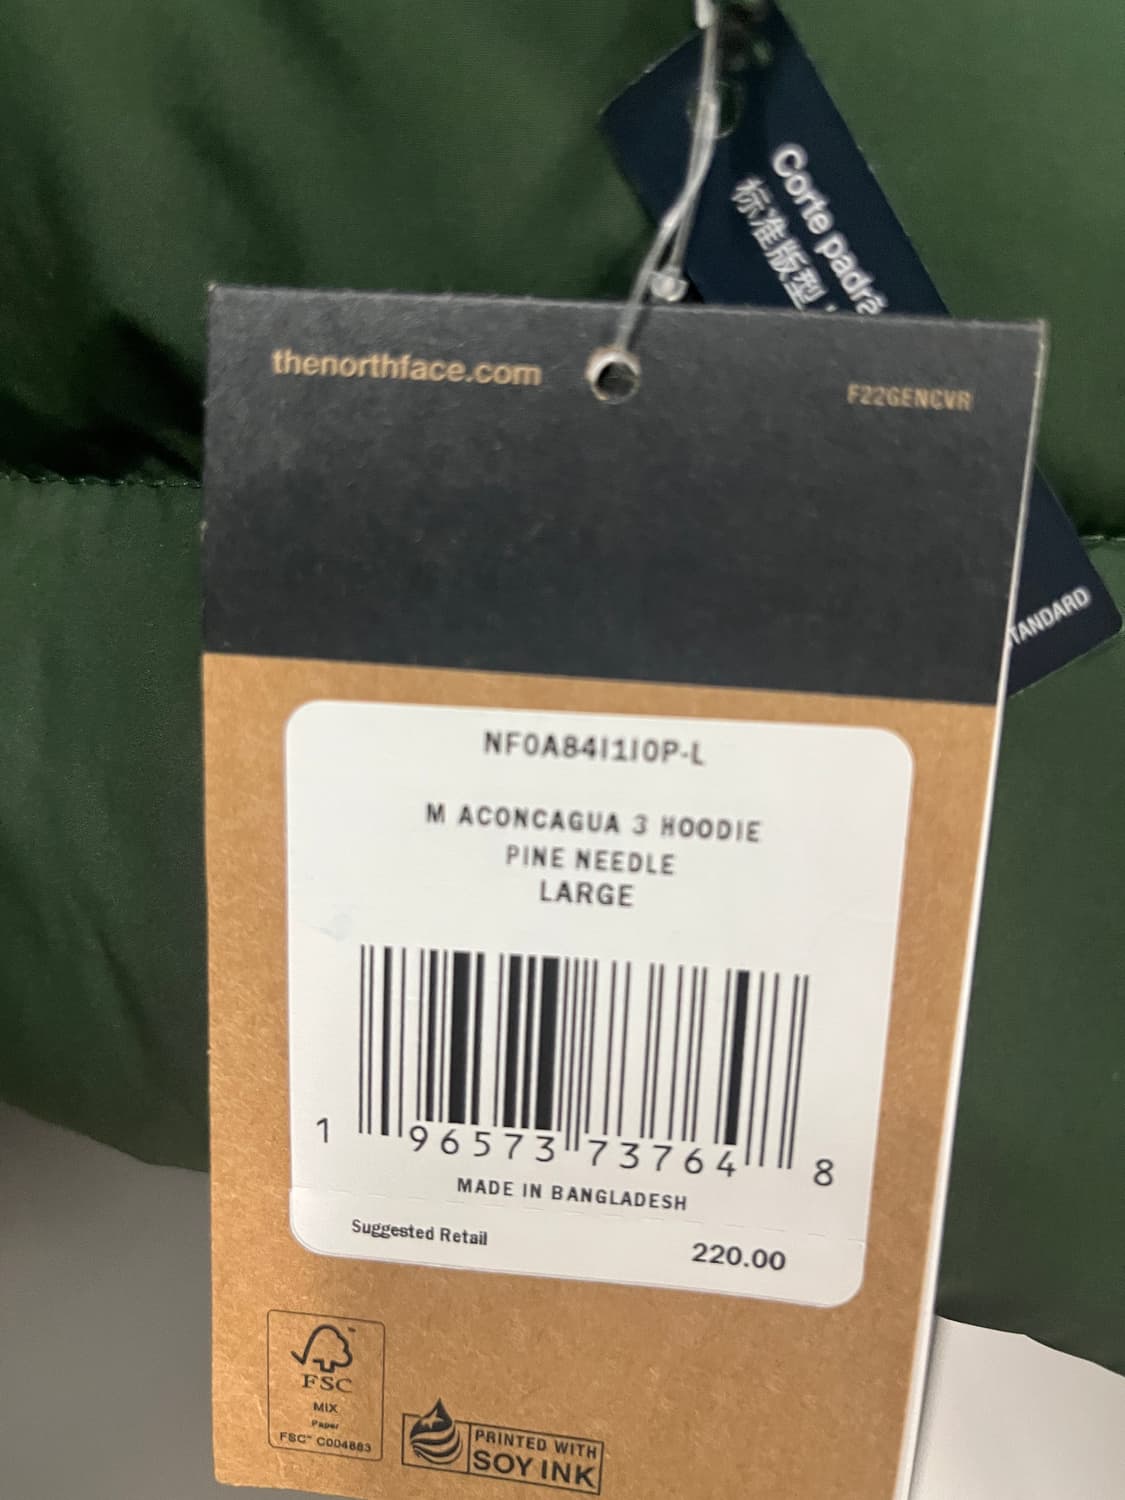 Corte padrã
标准版型
TANDARD
thenorthface.com
F22GENCVR
NF0A84I1I0P-L
M ACONCAGUA 3 HOODIE
PINE NEEDLE
LARGE
1 96573 73764 8
MADE IN BANGLADESH
Suggested Retail 220.00
FSC
MIX
Paper
FSC™ C004883
PRINTED WITH
SOY INK